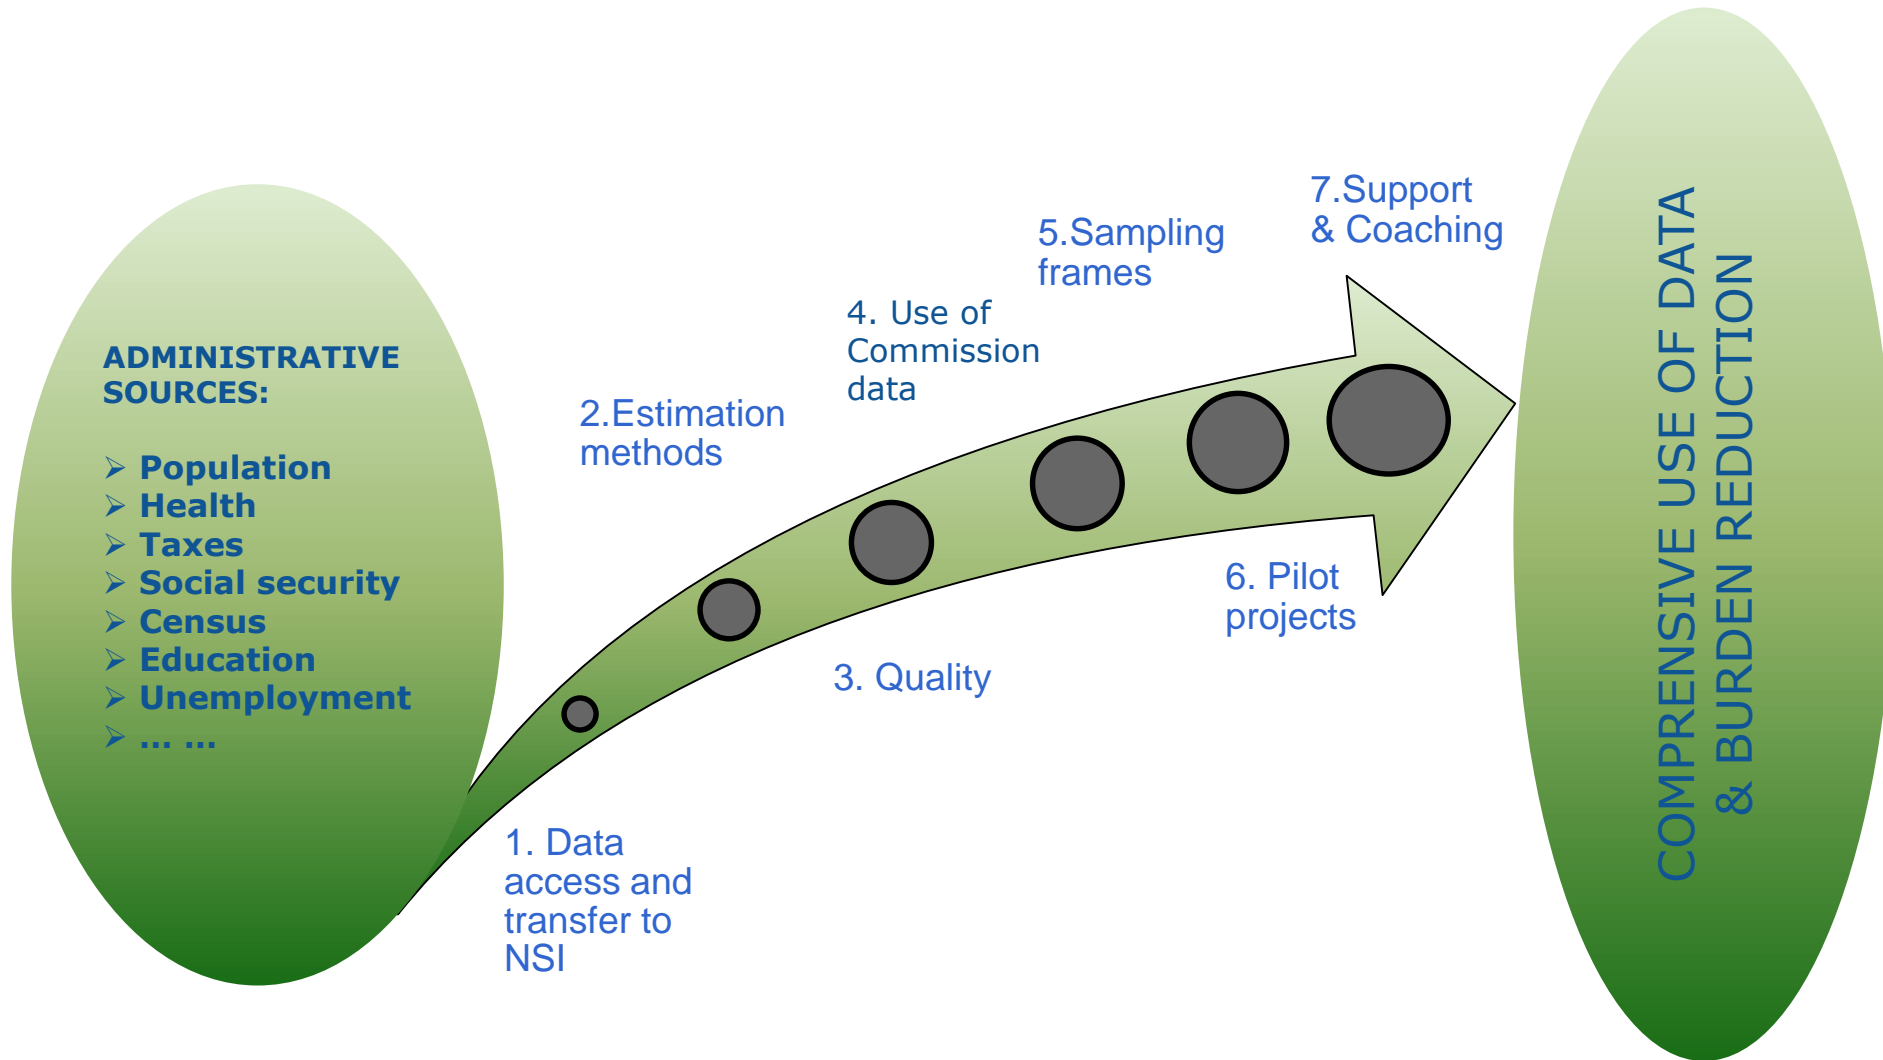 ADMINISTRATIVE
SOURCES:
➢ Population
➢ Health
➢ Taxes
➢ Social security
➢ Census
➢ Education
➢ Unemployment
➢ ... ...
1. Data
access and
transfer to
NSI
2.Estimation
methods
3. Quality
4. Use of
Commission
data
5.Sampling
frames
6. Pilot
projects
7.Support
& Coaching
COMPRENSIVE USE OF DATA
& BURDEN REDUCTION